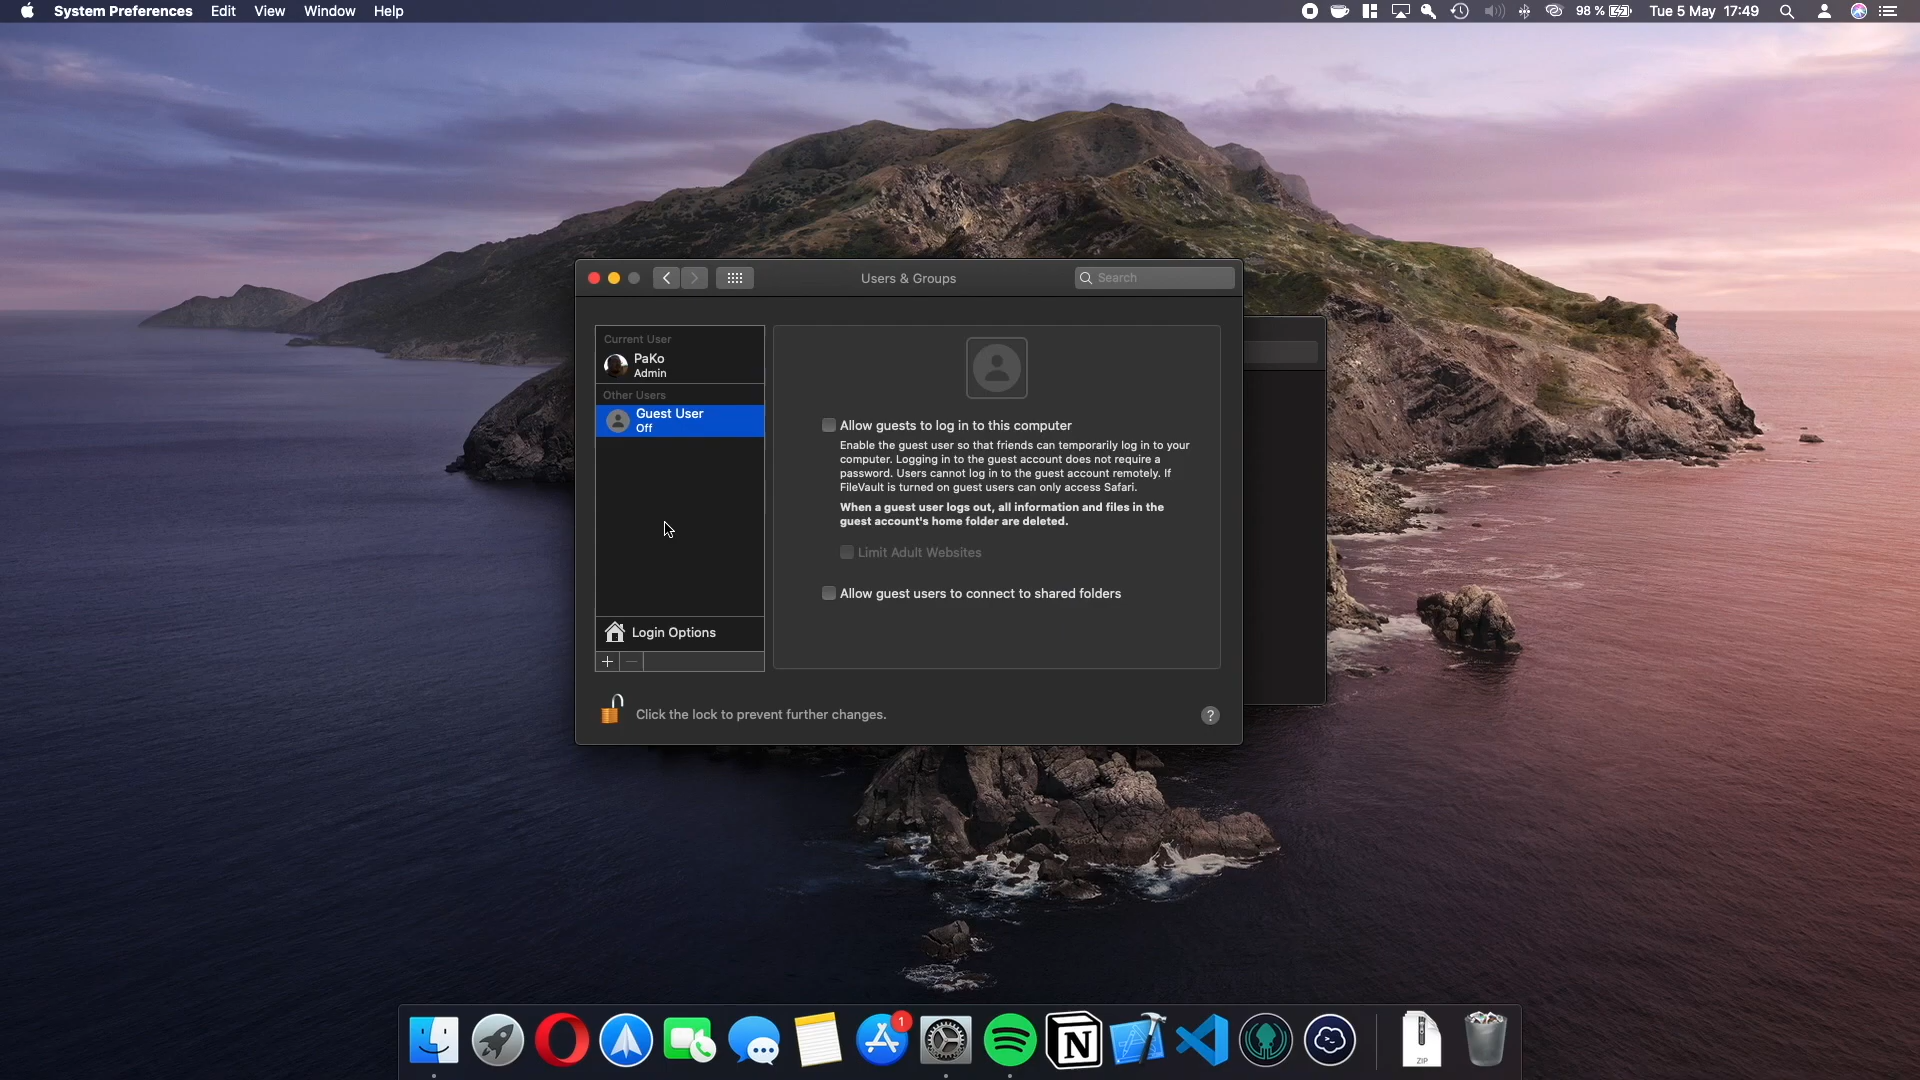 System Preferences Edit View Window Help
98 % Tue 5 May 17:49
Users & Groups
Search
Current User
PaKo
Admin
Other Users
Guest User
Off
Allow guests to log in to this computer
Enable the guest user so that friends can temporarily log in to your
computer. Logging in to the guest account does not require a
password. Users cannot log in to the guest account remotely. If
FileVault is turned on guest users can only access Safari.
When a guest user logs out, all information and files in the
guest account's home folder are deleted.
Limit Adult Websites
Allow guest users to connect to shared folders
Login Options
Click the lock to prevent further changes.
?
1
ZIP